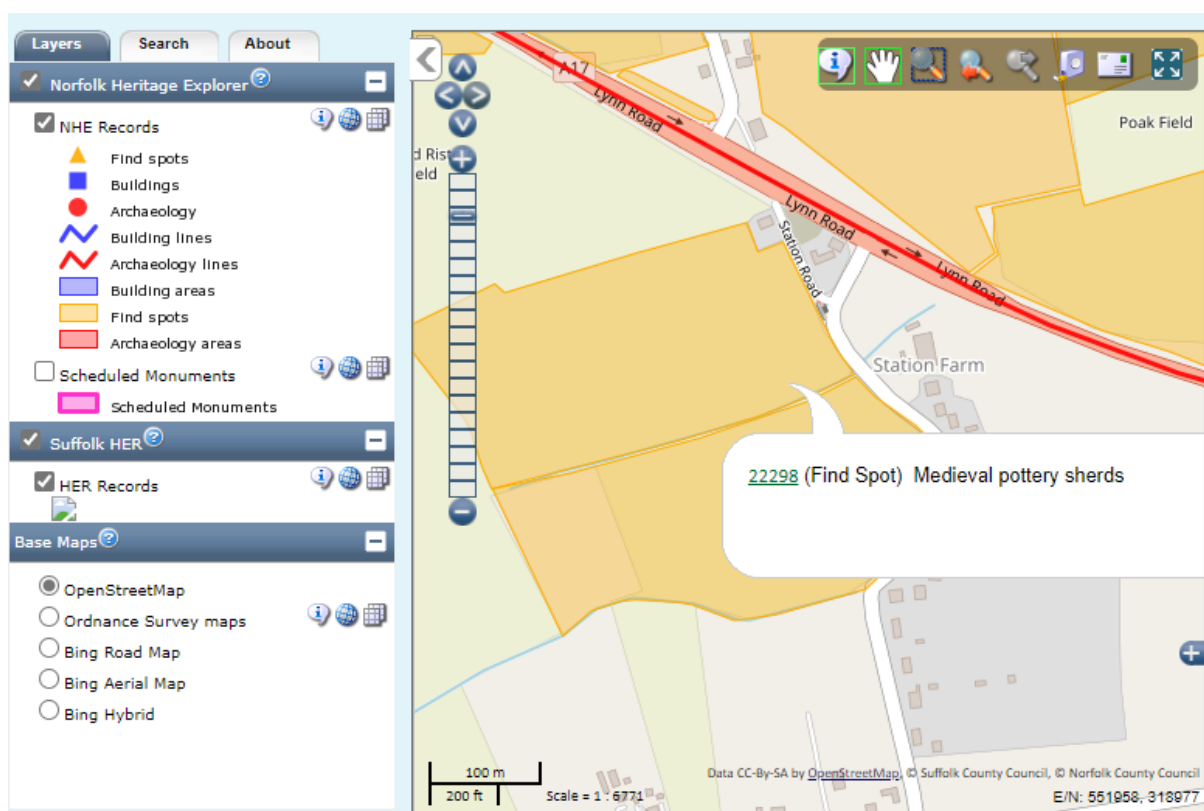 Layers
Search
About
Norfolk Heritage Explorer
NHE Records
Find spots
Buildings
Archaeology
Building lines
Archaeology lines
Building areas
Find spots
Archaeology areas
Scheduled Monuments
Scheduled Monuments
Suffolk HER
HER Records
Base Maps
OpenStreetMap
Ordnance Survey maps
Bing Road Map
Bing Aerial Map
Bing Hybrid
A17
Lynn Road
Poak Field
d Rist
eld
Lynn Road
Station Road
Lynn Road
Station Farm
22298 (Find Spot) Medieval pottery sherds
100 m
200 ft
Scale = 1 : 6771
Data CC-By-SA by OpenStreetMap, © Suffolk County Council, © Norfolk County Council
E/N: 551958, 318977